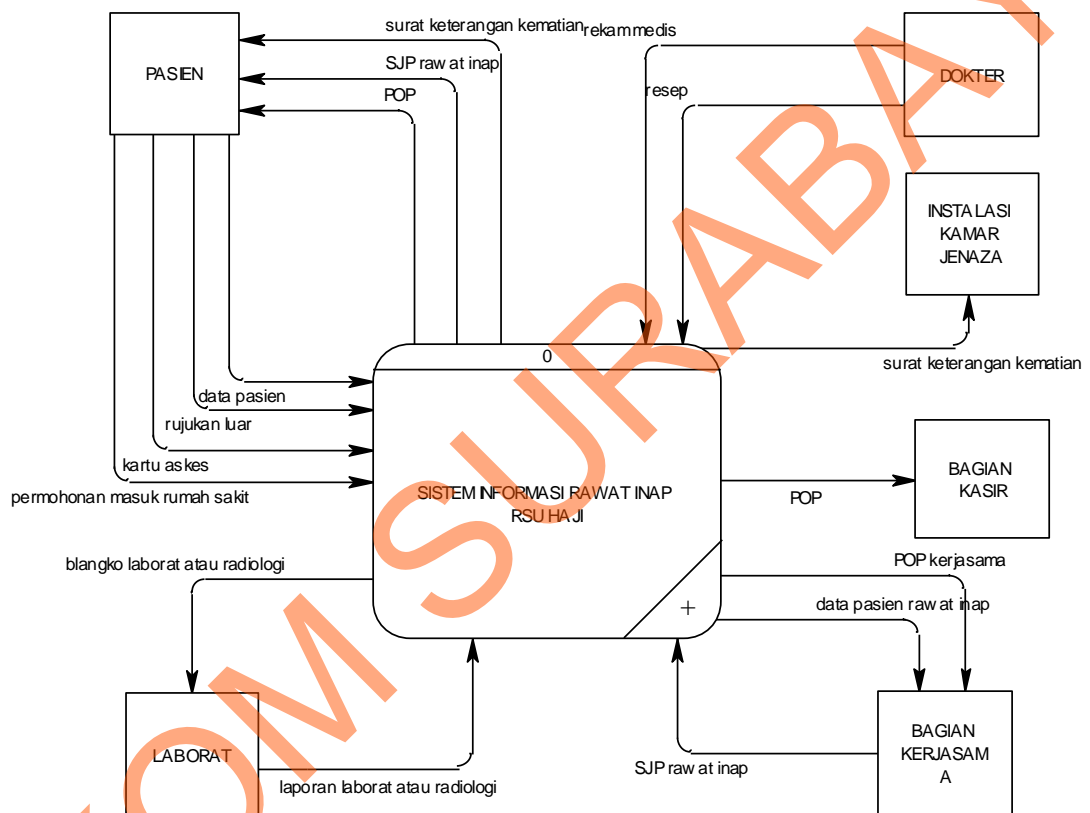 surat keterangan kematian
rekam medis
PASIEN
SJP rawat inap
DOKTER
POP
resep
INSTALASI
KAMAR
JENAZA
surat keterangan kematian
0
data pasien
rujukan luar
kartu askes
permohonan masuk rumah sakit
SISTEM INFORMASI RAWAT INAP
RSU HAJI
POP
BAGIAN
KASIR
blangko laborat atau radiologi
POP kerjasama
data pasien rawat inap
+
LABORAT
laporan laborat atau radiologi
SJP rawat inap
BAGIAN
KERJASAM
A
OM SURABAY